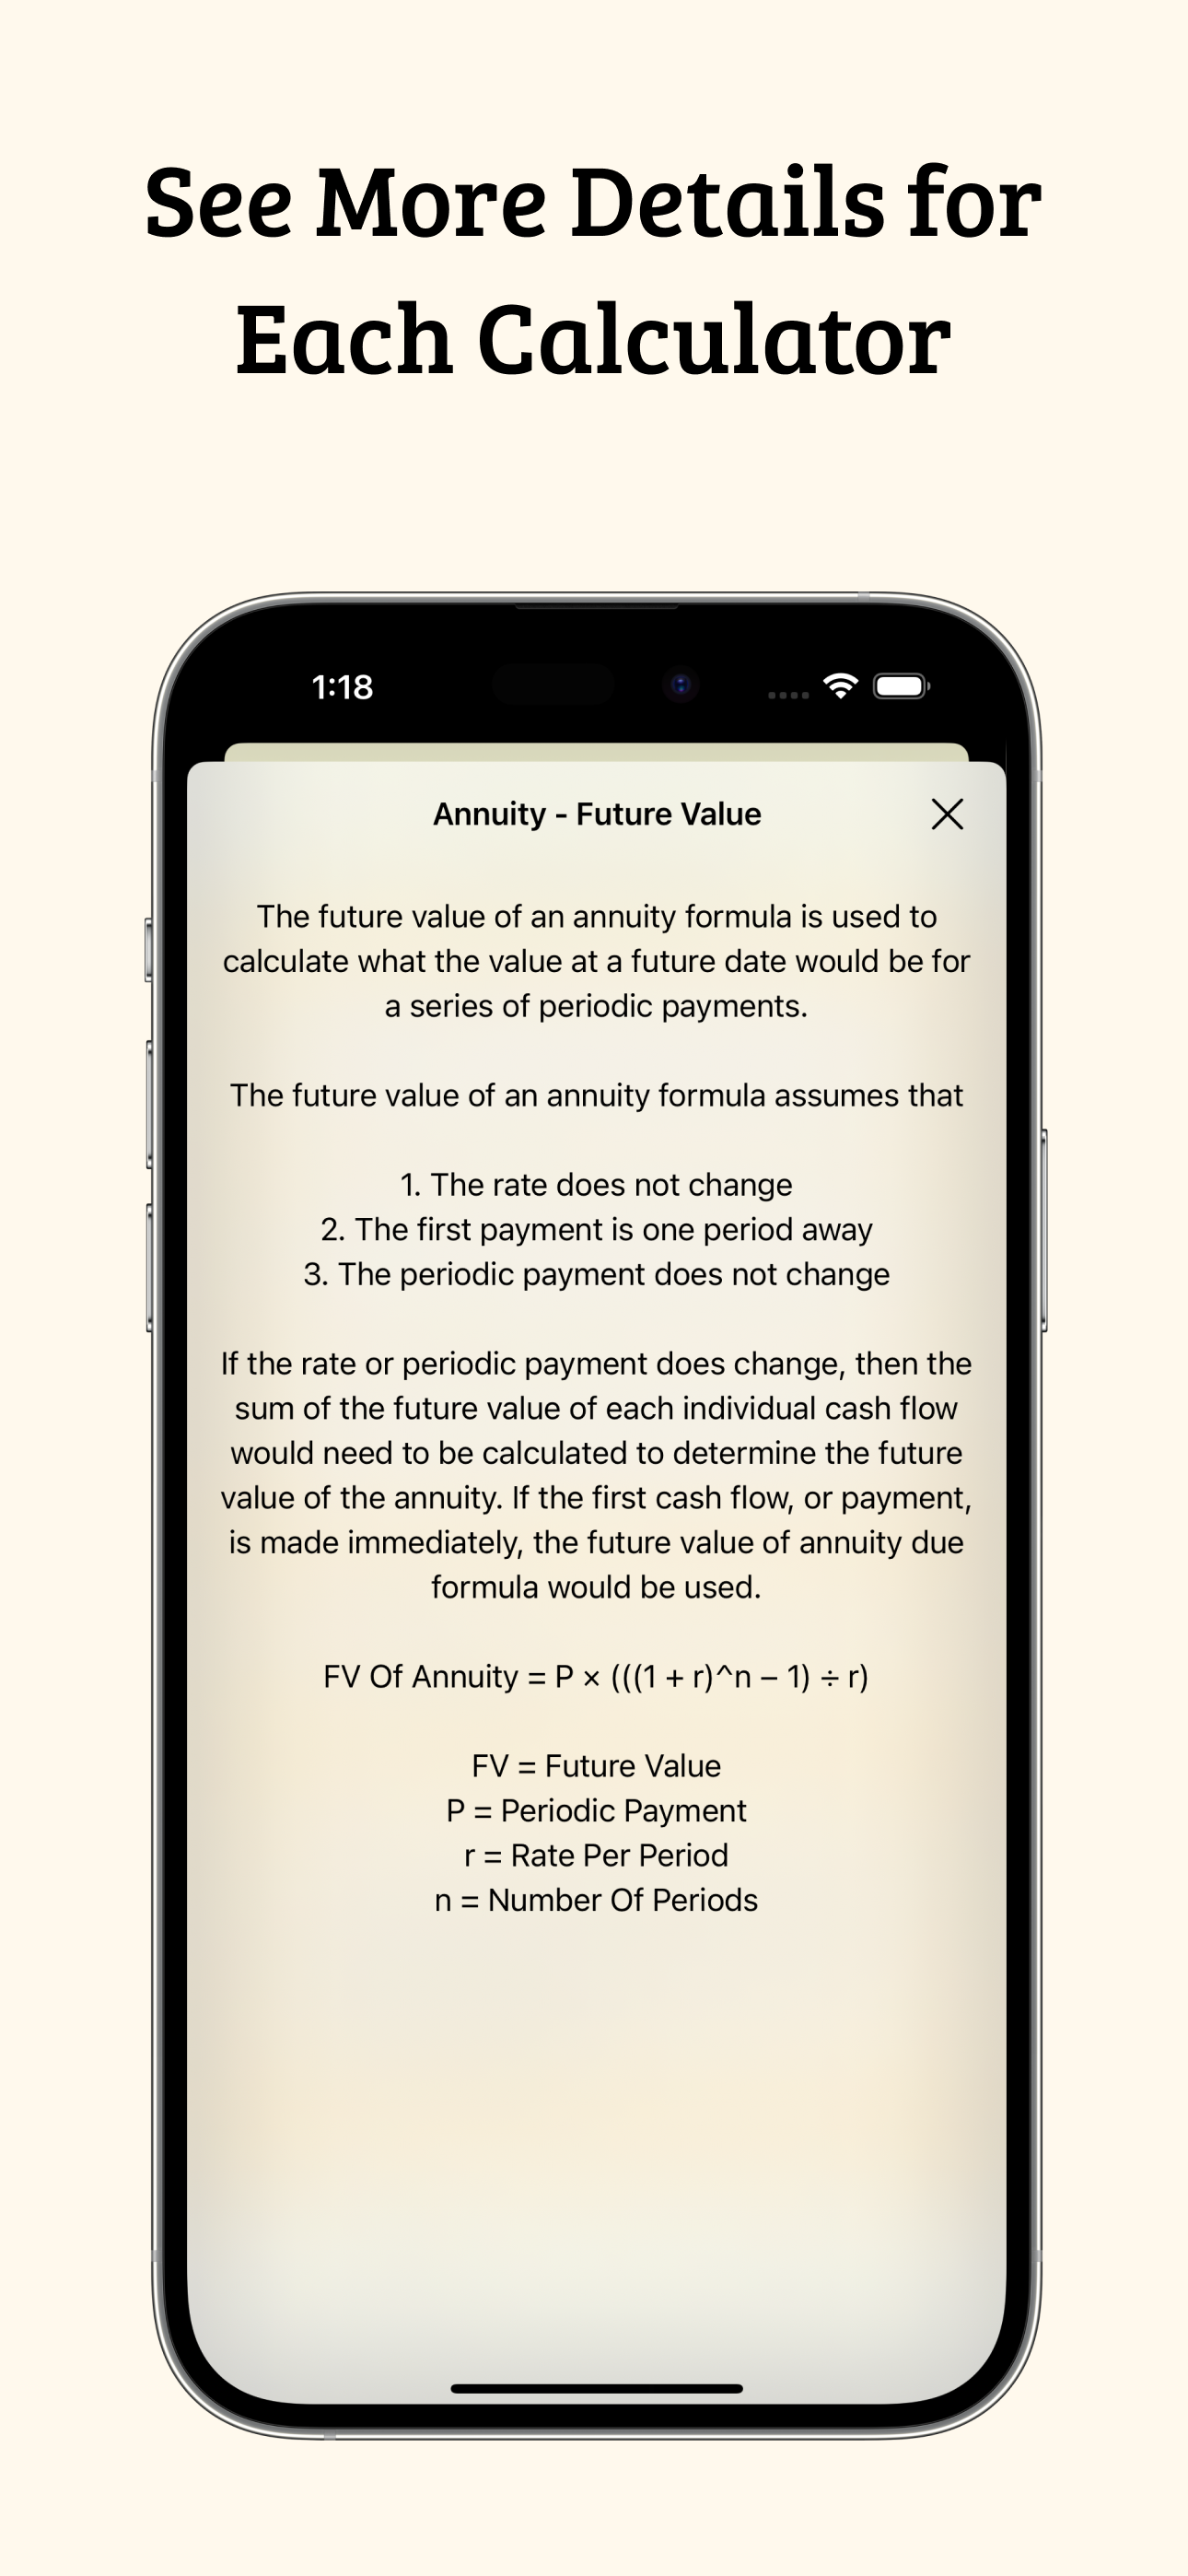 See More Details for
Each Calculator
1:18
Annuity - Future Value
The future value of an annuity formula is used to
calculate what the value at a future date would be for
a series of periodic payments.
The future value of an annuity formula assumes that
1. The rate does not change
2. The first payment is one period away
3. The periodic payment does not change
If the rate or periodic payment does change, then the
sum of the future value of each individual cash flow
would need to be calculated to determine the future
value of the annuity. If the first cash flow, or payment,
is made immediately, the future value of annuity due
formula would be used.
FV Of Annuity = P × (((1 + r)^n − 1) ÷ r)
FV = Future Value
P = Periodic Payment
r = Rate Per Period
n = Number Of Periods